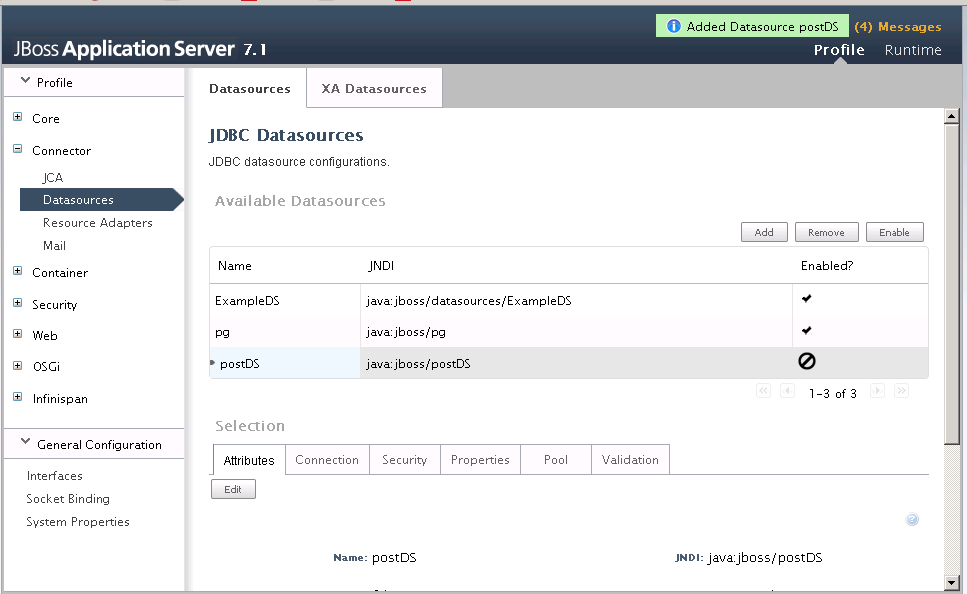 Added Datasource postDS (4) Messages
JBoss Application Server 7.1
Profile Runtime
Profile
Core
Connector
JCA
Datasources
Resource Adapters
Mail
Container
Security
Web
OSGi
Infinispan
General Configuration
Interfaces
Socket Binding
System Properties
Datasources XA Datasources
JDBC Datasources
JDBC datasource configurations.
Available Datasources
Add Remove Enable
Name JNDI Enabled?
ExampleDS java:jboss/datasources/ExampleDS
pg java:jboss/pg
postDS java:jboss/postDS
1-3 of 3
Selection
Attributes Connection Security Properties Pool Validation
Edit
Name: postDS JNDI: java:jboss/postDS